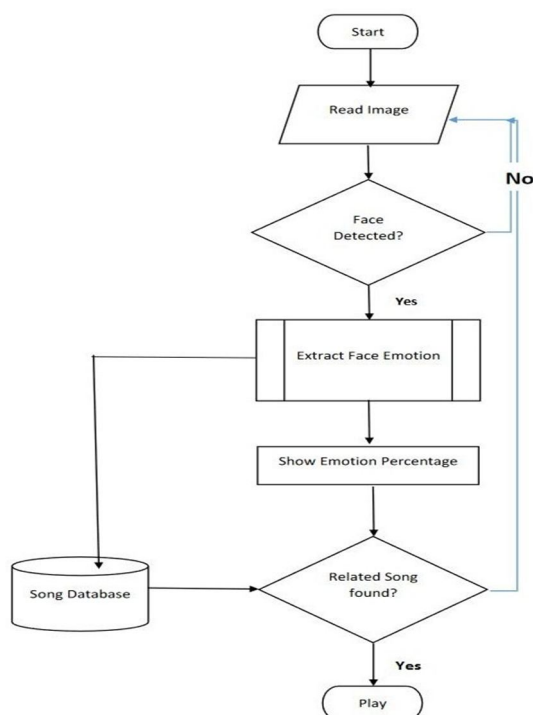 Start
Read Image
No
Face
Detected?
Yes
Extract Face Emotion
Show Emotion Percentage
Related Song
found?
Song Database
Yes
Play